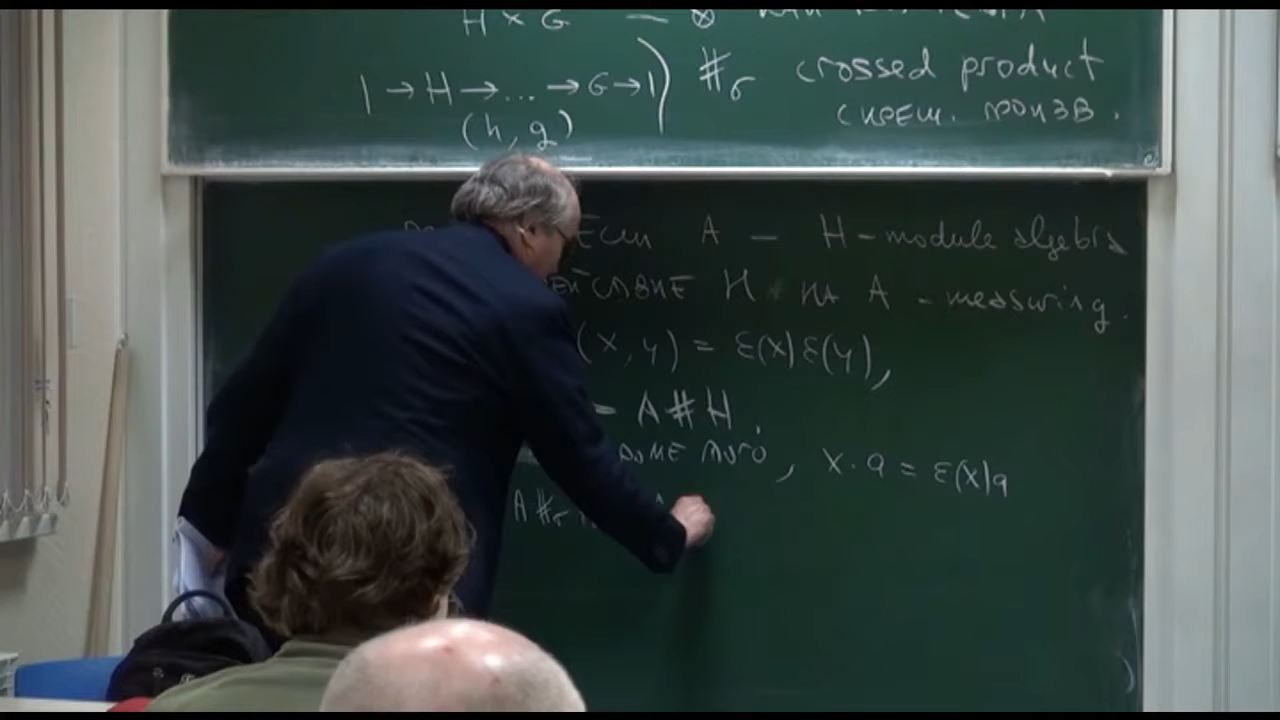 H × G — ⊗
1 → H → ... → G → 1) #σ crossed product
(h, g) скрещ. произв.
Если A — H-module algebra
действие H на A - measuring.
(x, y) = ε(x)ε(y),
= A # H.
, x·a = ε(x)a
A #σ